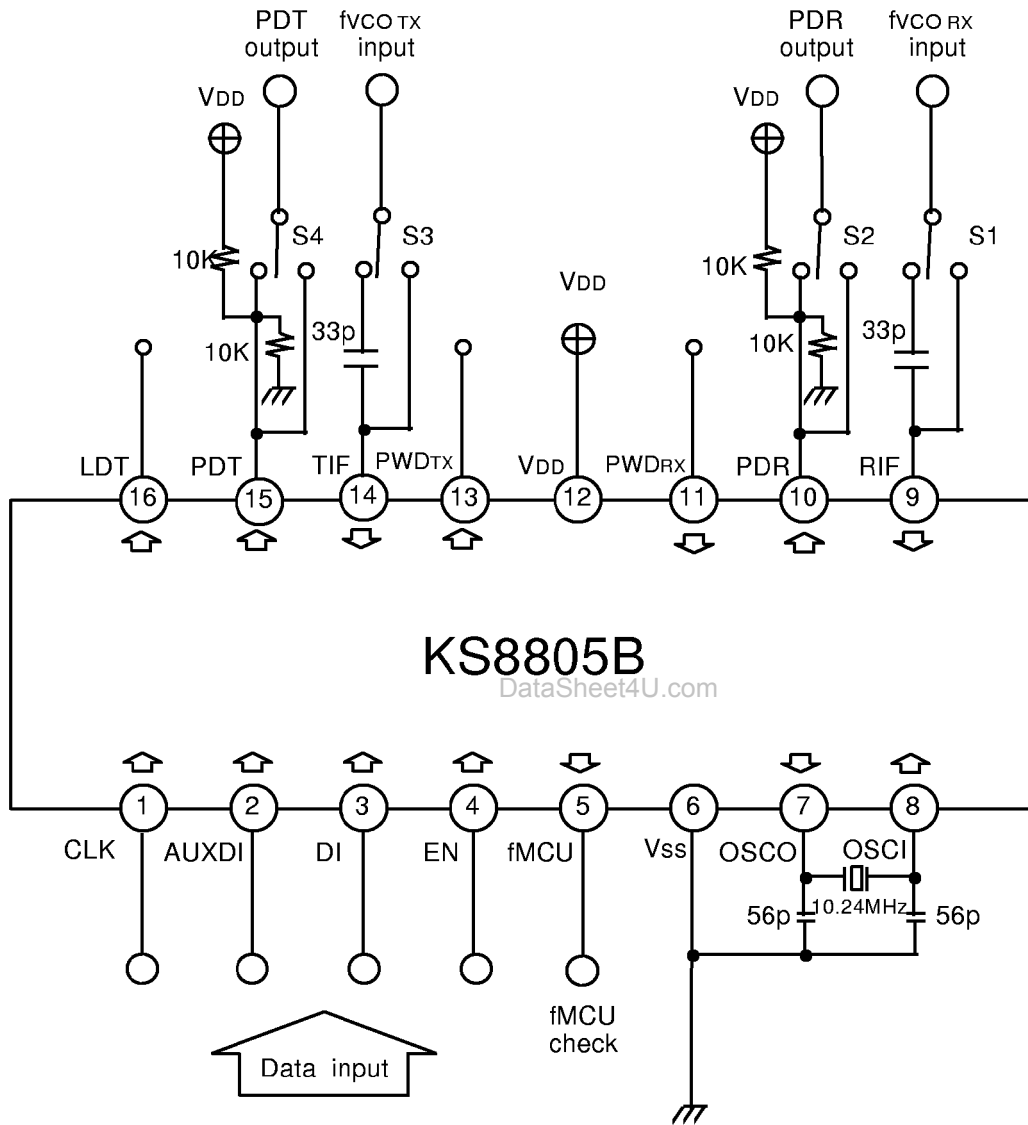 PDT output
fVCO TX input
PDR output
fVCO RX input
VDD
VDD
S4
S3
S2
S1
10K
10K
VDD
33p
33p
10K
10K
LDT
PDT
TIF
PWDTX
VDD
PWDRX
PDR
RIF
16
15
14
13
12
11
10
9
KS8805B
DataSheet4U.com
1
2
3
4
5
6
7
8
CLK
AUXDI
DI
EN
fMCU
VSS
OSCO
OSCI
56p
10.24MHz
56p
fMCU check
Data input